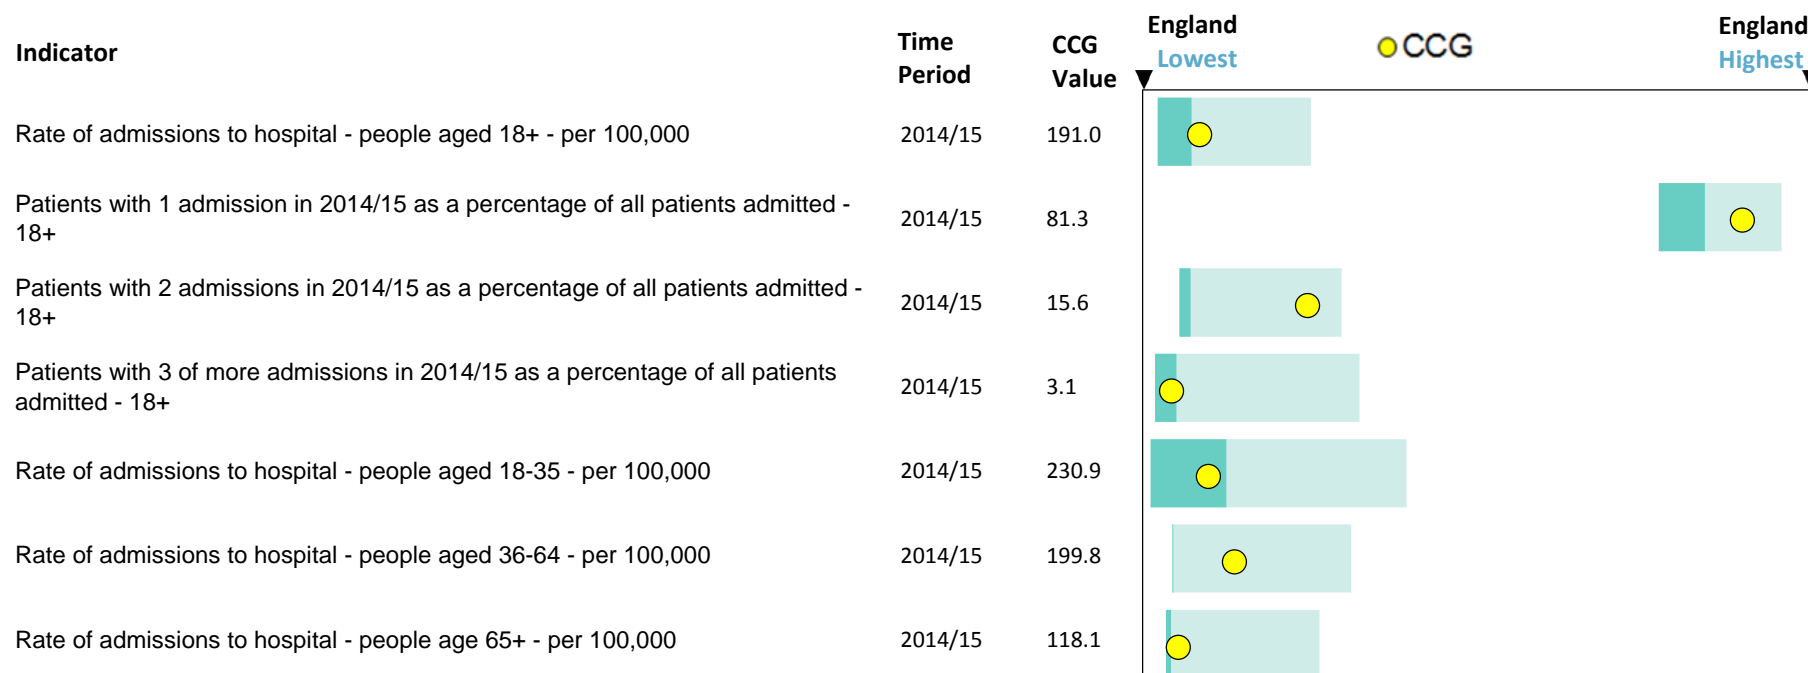 Indicator
Time
Period
CCG
Value
England
Lowest
CCG
England
Highest
Rate of admissions to hospital - people aged 18+ - per 100,000 2014/15 191.0
Patients with 1 admission in 2014/15 as a percentage of all patients admitted -
18+
2014/15 81.3
Patients with 2 admissions in 2014/15 as a percentage of all patients admitted -
18+
2014/15 15.6
Patients with 3 of more admissions in 2014/15 as a percentage of all patients
admitted - 18+
2014/15 3.1
Rate of admissions to hospital - people aged 18-35 - per 100,000 2014/15 230.9
Rate of admissions to hospital - people aged 36-64 - per 100,000 2014/15 199.8
Rate of admissions to hospital - people age 65+ - per 100,000 2014/15 118.1